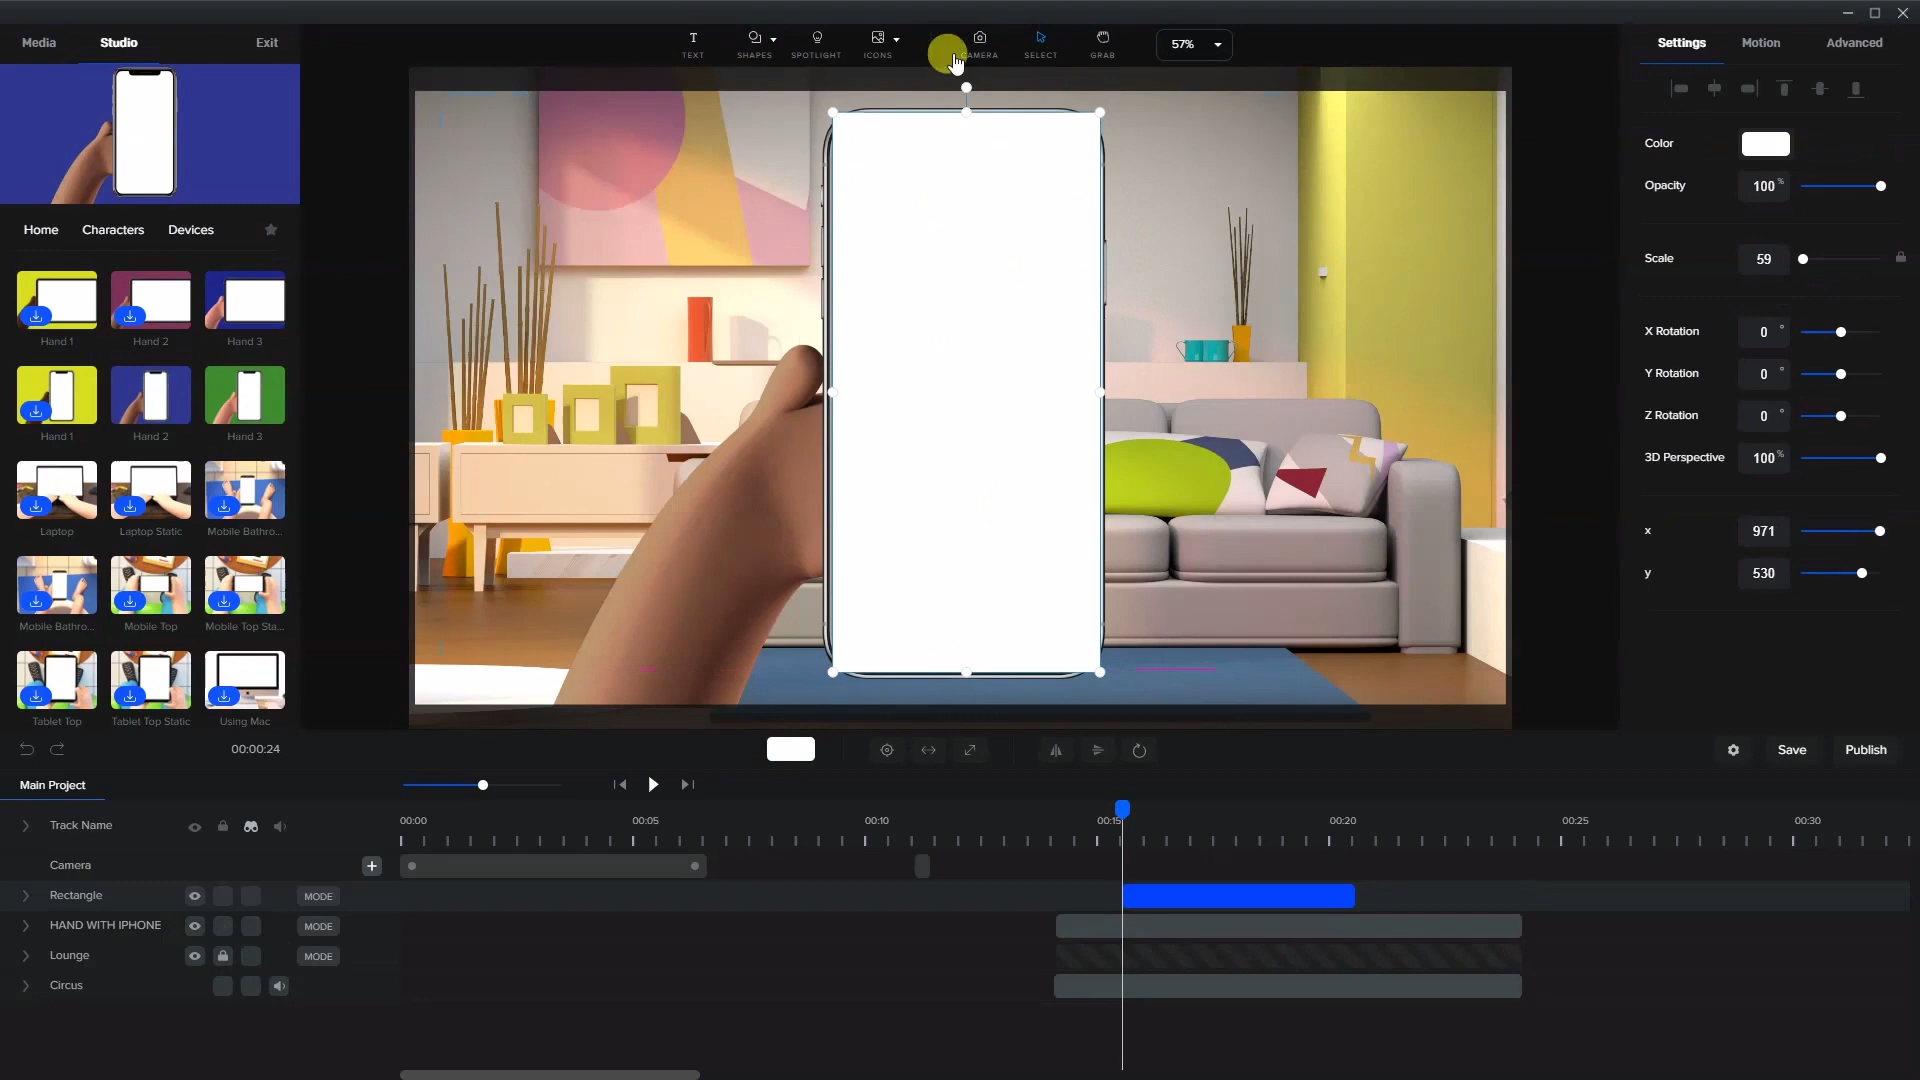 Media
Studio
Exit
TEXT
SHAPES
SPOTLIGHT
ICONS
CAMERA
SELECT
GRAB
57%
Settings
Motion
Advanced
Home
Characters
Devices
Hand 1
Hand 2
Hand 3
Hand 1
Hand 2
Hand 3
Laptop
Laptop Static
Mobile Bathro...
Mobile Bathro...
Mobile Top
Mobile Top Sta...
Tablet Top
Tablet Top Static
Using Mac
Color
Opacity
100 %
Scale
59
X Rotation
0 °
Y Rotation
0 °
Z Rotation
0 °
3D Perspective
100 %
x
971
y
530
00:00:24
Save
Publish
Main Project
Track Name
00:00
00:05
00:10
00:15
00:20
00:25
00:30
Camera
Rectangle
MODE
HAND WITH IPHONE
MODE
Lounge
MODE
Circus